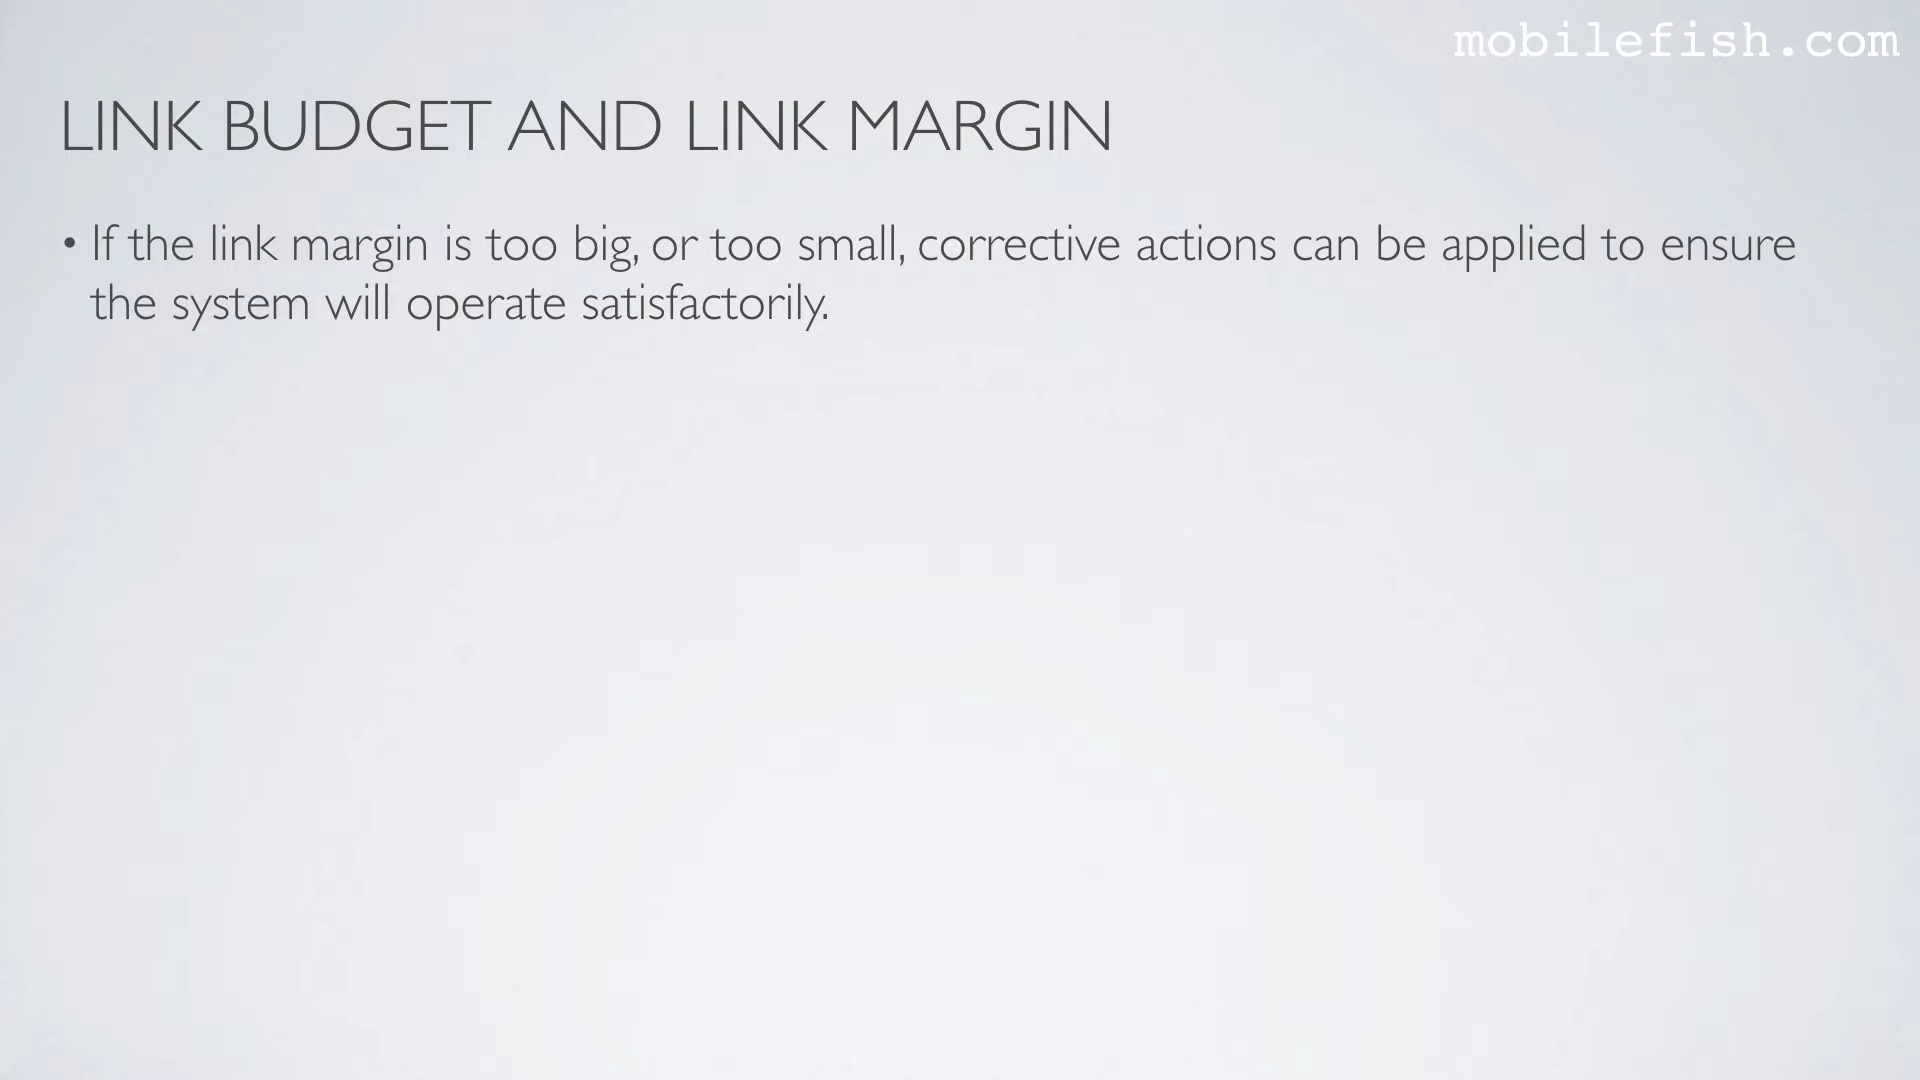 mobilefish.com
LINK BUDGET AND LINK MARGIN
• If the link margin is too big, or too small, corrective actions can be applied to ensure
the system will operate satisfactorily.